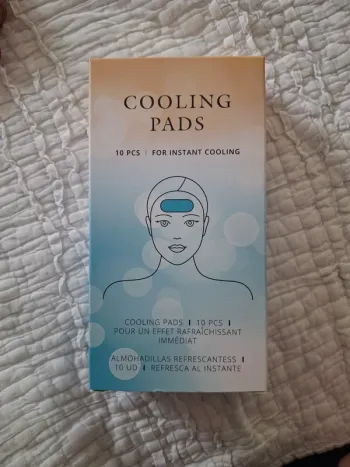 COOLING
PADS
10 PCS | FOR INSTANT COOLING
COOLING PADS | 10 PCS |
POUR UN EFFET RAFRAÎCHISSANT
IMMÉDIAT
ALMOHADILLAS REFRESCANTESS |
10 UD | REFRESCA AL INSTANTE